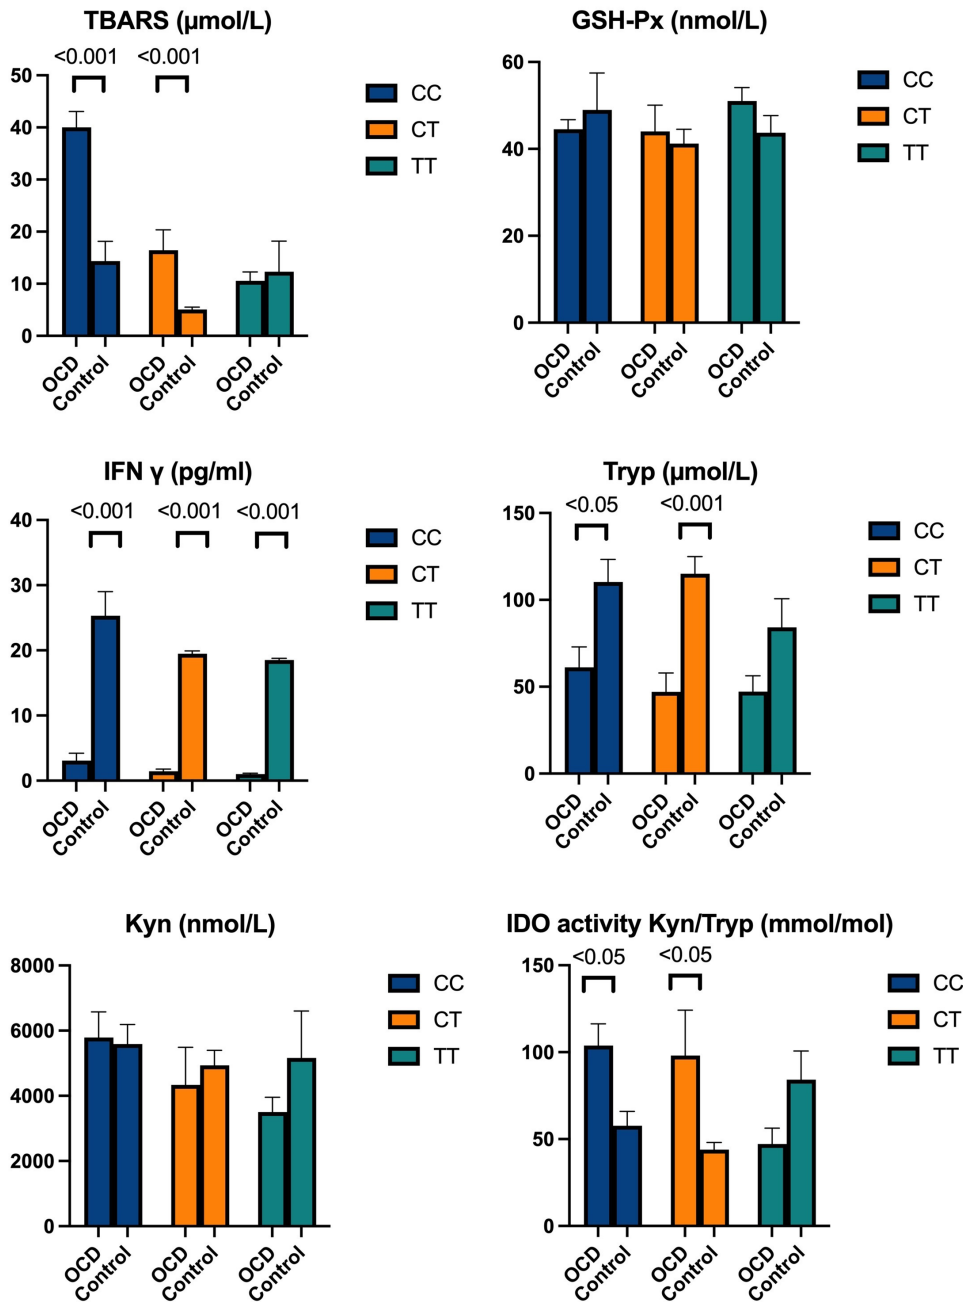 TBARS (µmol/L)
<0.001 <0.001
50
40
30
20
10
0
OCD Control OCD Control OCD Control
CC
CT
TT
GSH-Px (nmol/L)
60
40
20
0
OCD Control OCD Control OCD Control
CC
CT
TT
IFN γ (pg/ml)
<0.001 <0.001 <0.001
40
30
20
10
0
OCD Control OCD Control OCD Control
CC
CT
TT
Tryp (µmol/L)
<0.05 <0.001
150
100
50
0
OCD Control OCD Control OCD Control
CC
CT
TT
Kyn (nmol/L)
8000
6000
4000
2000
0
OCD Control OCD Control OCD Control
CC
CT
TT
IDO activity Kyn/Tryp (mmol/mol)
<0.05 <0.05
150
100
50
0
OCD Control OCD Control OCD Control
CC
CT
TT